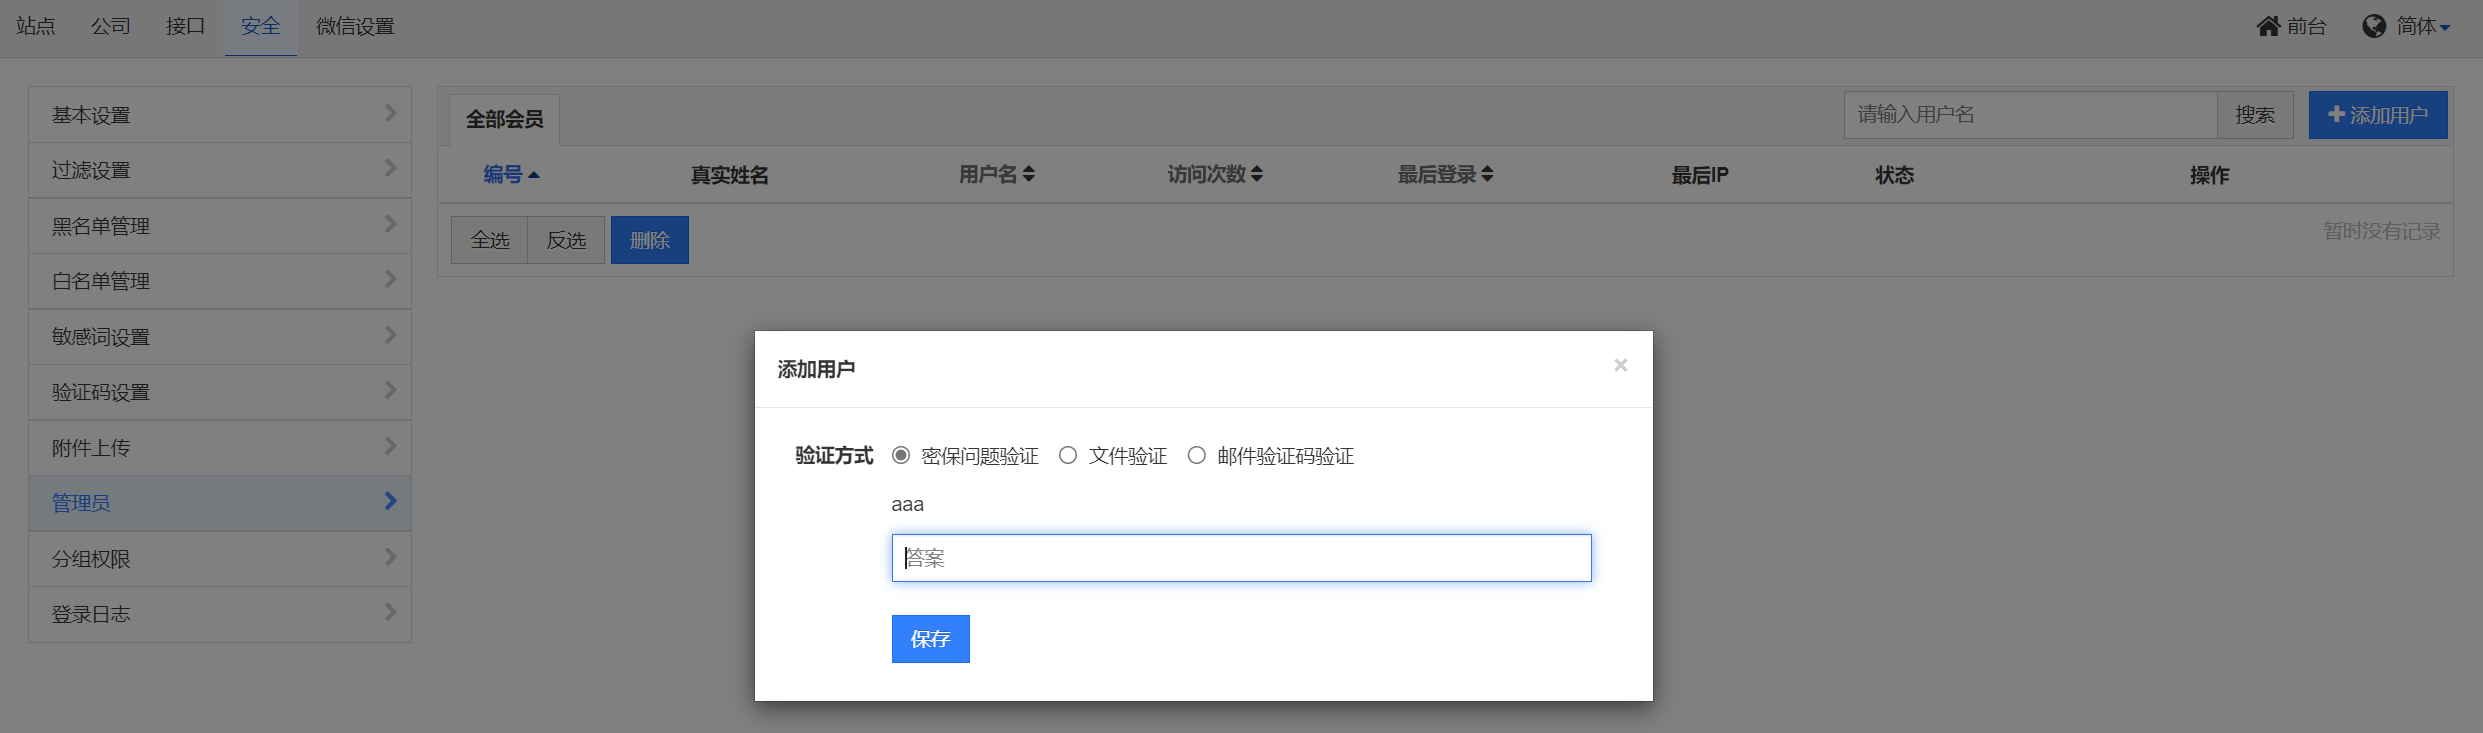 站点 公司 接口 安全 微信设置 前台 简体
基本设置
过滤设置
黑名单管理
白名单管理
敏感词设置
验证码设置
附件上传
管理员
分组权限
登录日志
全部会员 请输入用户名 搜索 添加用户
编号 真实姓名 用户名 访问次数 最后登录 最后IP 状态 操作
全选 反选 删除 暂时没有记录
添加用户 ×
验证方式 密保问题验证 文件验证 邮件验证码验证
aaa
答案
保存